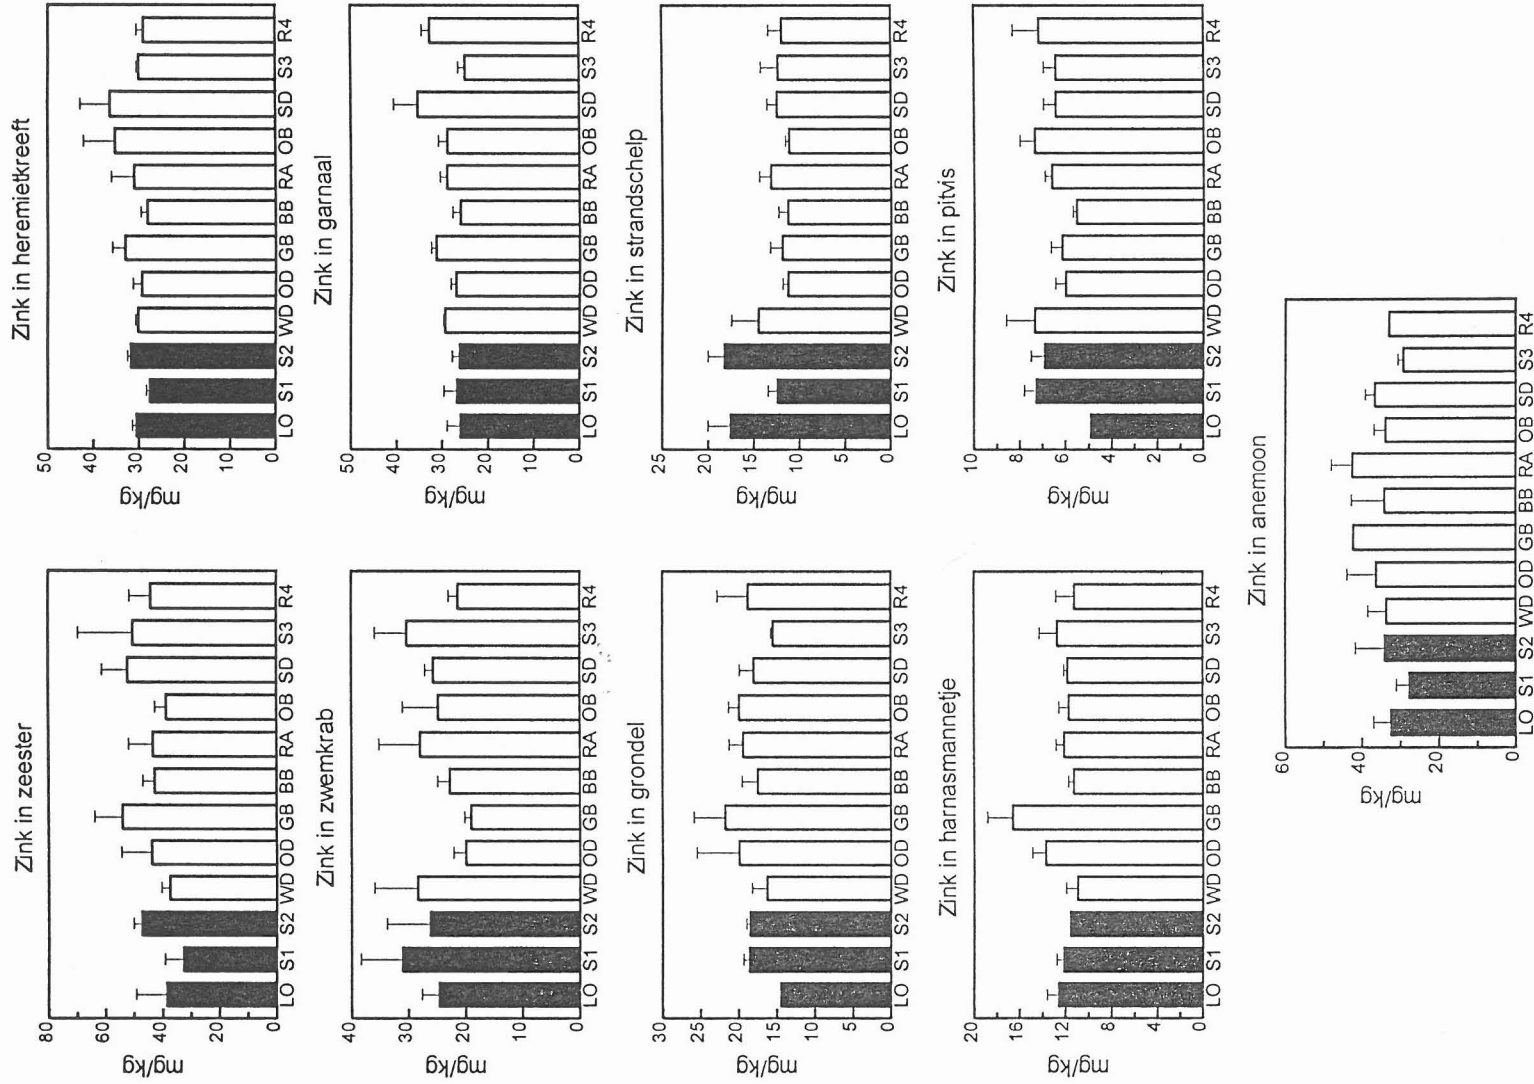 Zink in zeester
mg/kg
80
60
40
20
0
LO S1 S2 WD OD GB BB RA OB SD S3 R4
Zink in heremietkreeft
mg/kg
50
40
30
20
10
0
LO S1 S2 WD OD GB BB RA OB SD S3 R4
Zink in zwemkrab
mg/kg
40
30
20
10
0
LO S1 S2 WD OD GB BB RA OB SD S3 R4
Zink in garnaal
mg/kg
50
40
30
20
10
0
LO S1 S2 WD OD GB BB RA OB SD S3 R4
Zink in grondel
mg/kg
30
25
20
15
10
5
0
LO S1 S2 WD OD GB BB RA OB SD S3 R4
Zink in strandschelp
mg/kg
25
20
15
10
5
0
LO S1 S2 WD OD GB BB RA OB SD S3 R4
Zink in harnasmannetje
mg/kg
20
16
12
8
4
0
LO S1 S2 WD OD GB BB RA OB SD S3 R4
Zink in pitvis
mg/kg
10
8
6
4
2
0
LO S1 S2 WD OD GB BB RA OB SD S3 R4
Zink in anemoon
mg/kg
60
40
20
0
LO S1 S2 WD OD GB BB RA OB SD S3 R4